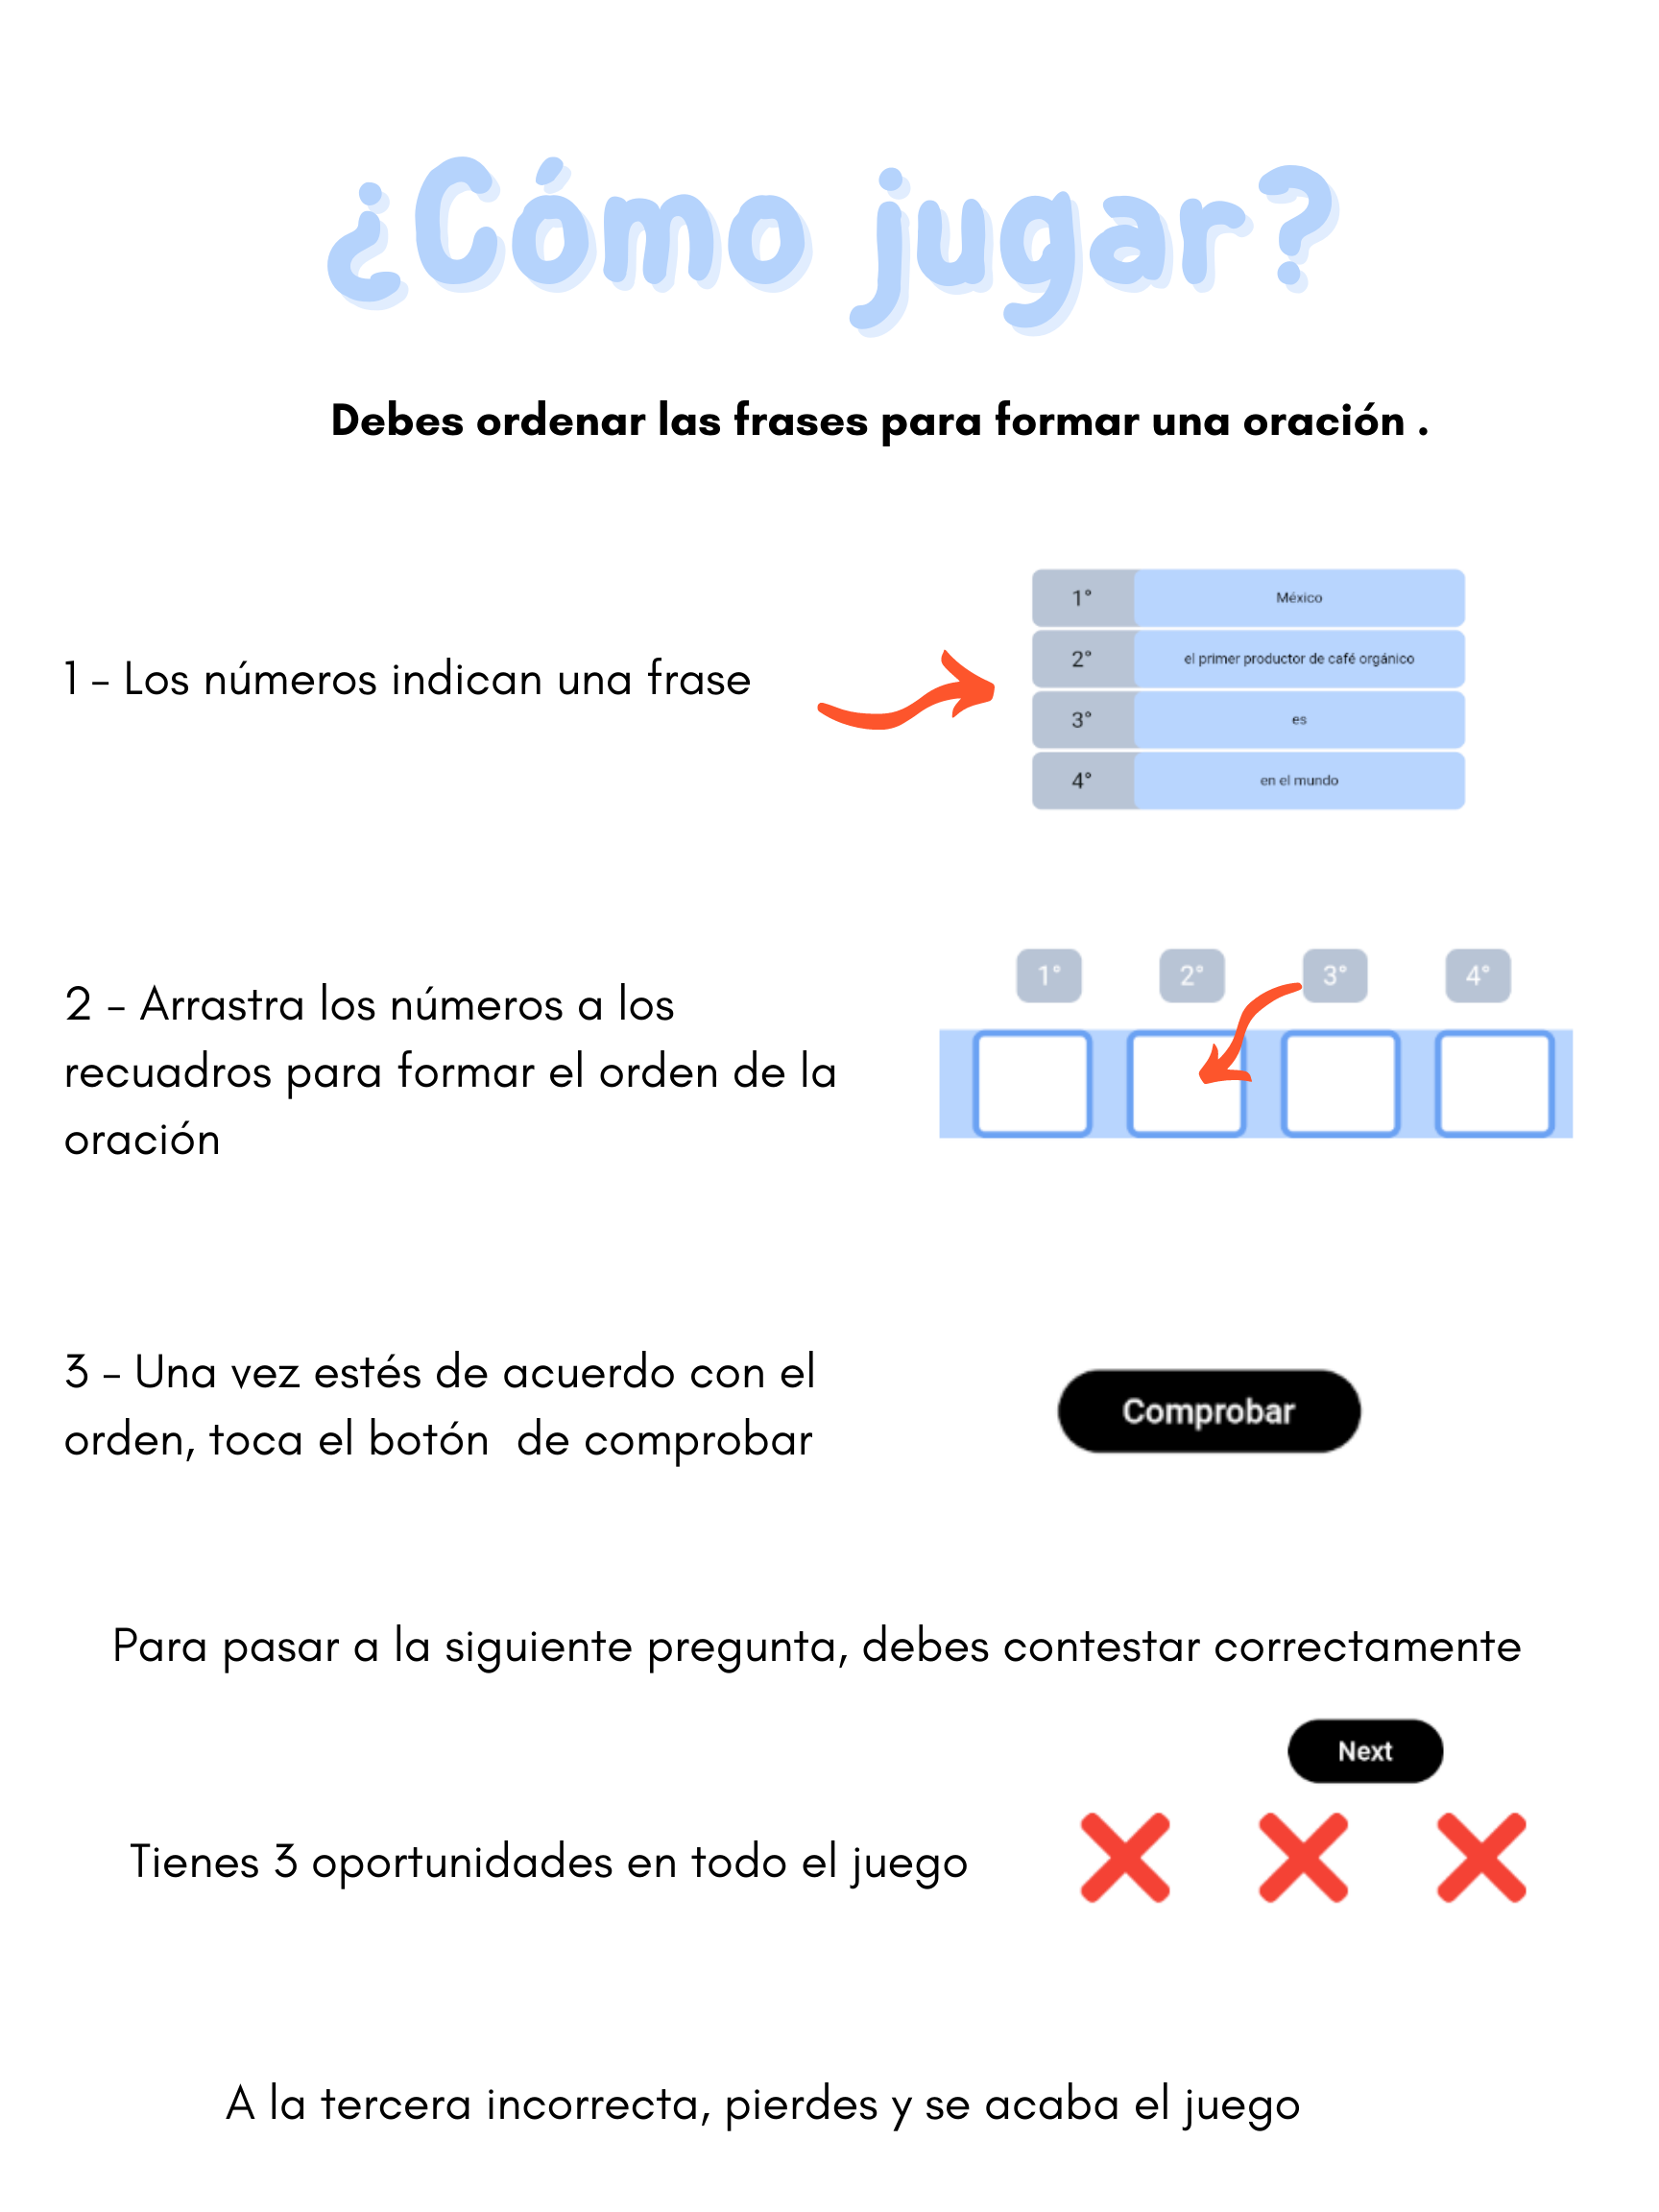 ¿Cómo jugar?
Debes ordenar las frases para formar una oración .
1 - Los números indican una frase
1° México
2° el primer productor de café orgánico
3° es
4° en el mundo
2 - Arrastra los números a los
recuadros para formar el orden de la
oración
1° 2° 3° 4°
3 - Una vez estés de acuerdo con el
orden, toca el botón  de comprobar
Comprobar
Para pasar a la siguiente pregunta, debes contestar correctamente
Next
Tienes 3 oportunidades en todo el juego
A la tercera incorrecta, pierdes y se acaba el juego